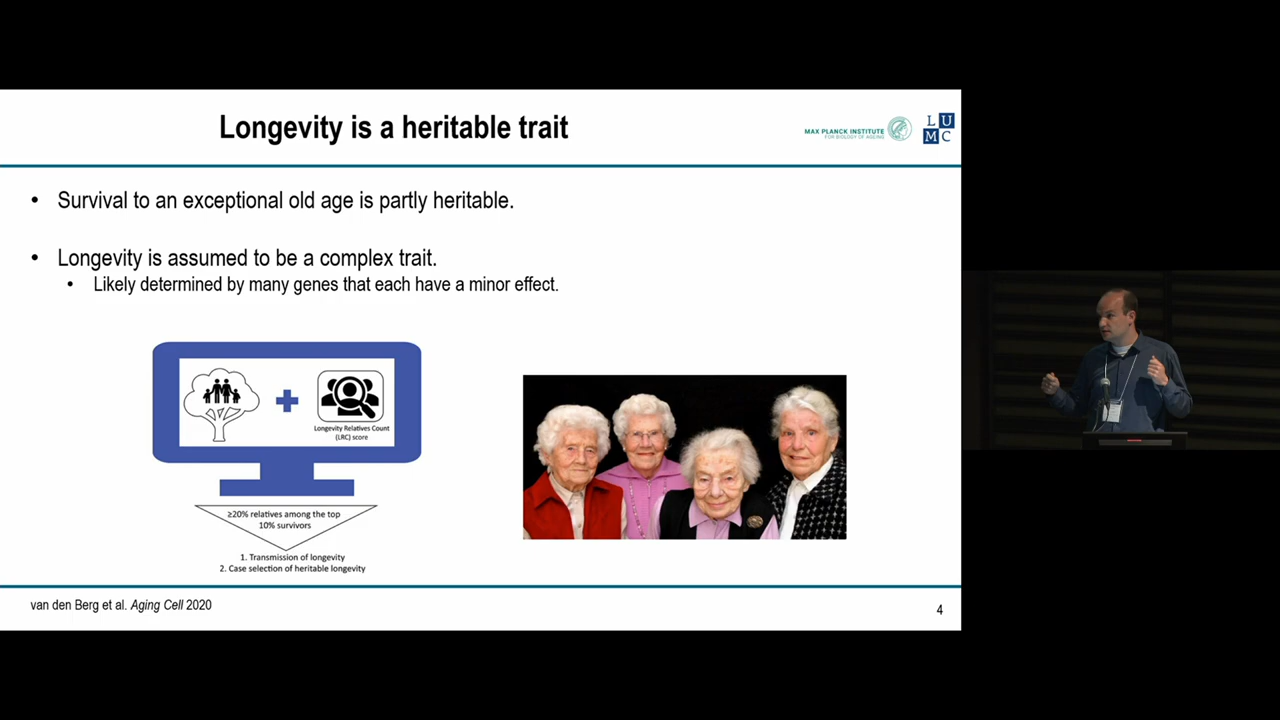 Longevity is a heritable trait
MAX PLANCK INSTITUTE
FOR BIOLOGY OF AGEING
L U
M C
• Survival to an exceptional old age is partly heritable.
• Longevity is assumed to be a complex trait.
• Likely determined by many genes that each have a minor effect.
Longevity Relatives Count
(LRC) score
≥20% relatives among the top
10% survivors
1. Transmission of longevity
2. Case selection of heritable longevity
van den Berg et al. Aging Cell 2020
4